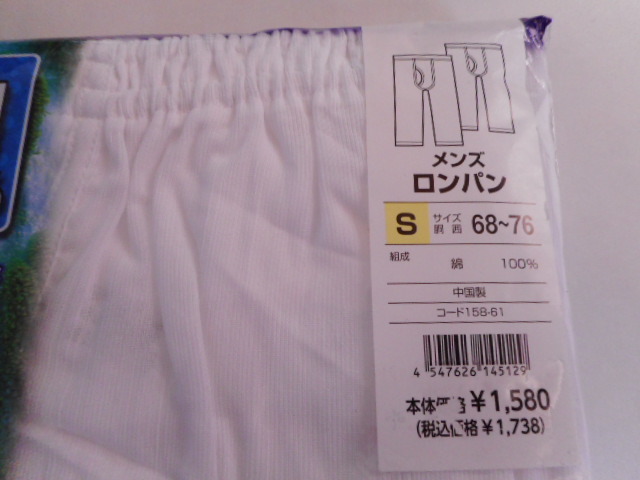 メンズ
ロンパン
S サイズ 胴囲 68~76
組成 綿 100%
中国製
コード158-61
4 547626 145129
本体 ¥1,580
(税込 格 ¥1,738)